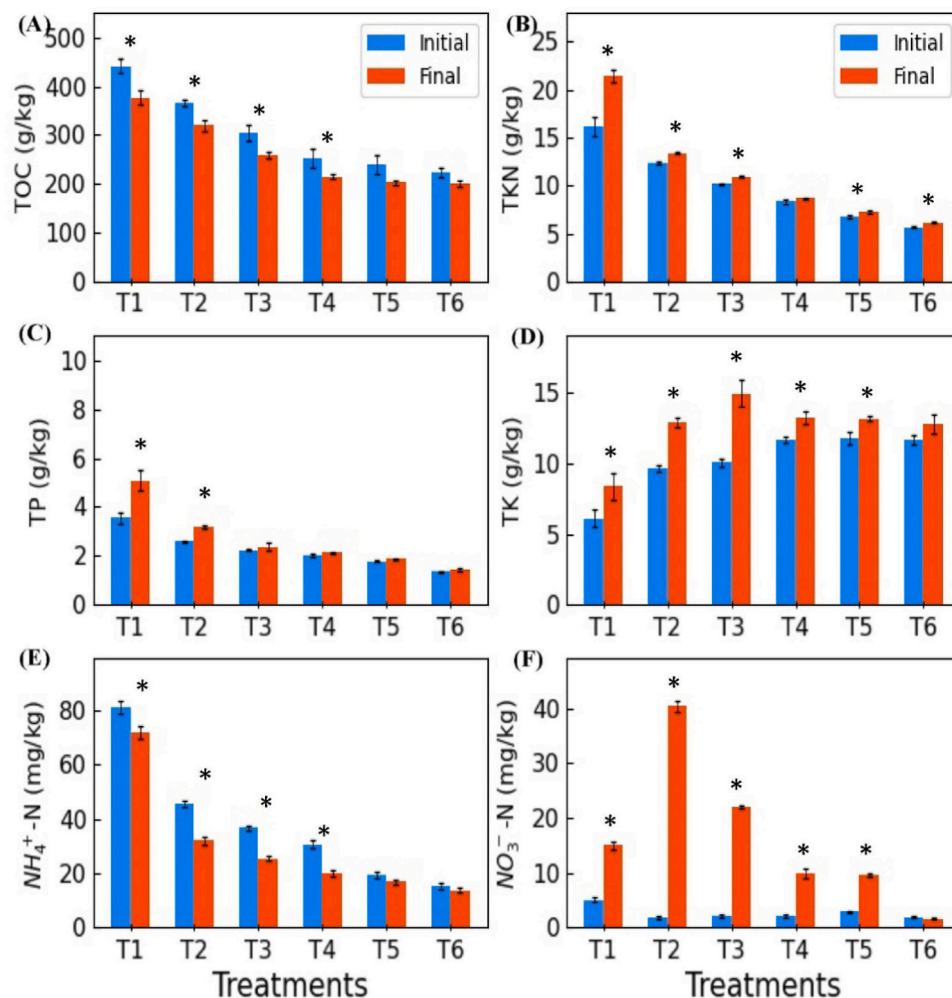 (A)
TOC (g/kg)
500
400
300
200
100
0
* * * *
Initial
Final
T1 T2 T3 T4 T5 T6
(B)
TKN (g/kg)
25
20
15
10
5
0
* * * * *
Initial
Final
T1 T2 T3 T4 T5 T6
(C)
TP (g/kg)
10
8
6
4
2
0
* *
T1 T2 T3 T4 T5 T6
(D)
TK (g/kg)
15
10
5
0
* * * * *
T1 T2 T3 T4 T5 T6
(E)
NH₄⁺-N (mg/kg)
80
60
40
20
0
* * * *
T1 T2 T3 T4 T5 T6
Treatments
(F)
NO₃⁻-N (mg/kg)
40
30
20
10
0
* * * * *
T1 T2 T3 T4 T5 T6
Treatments